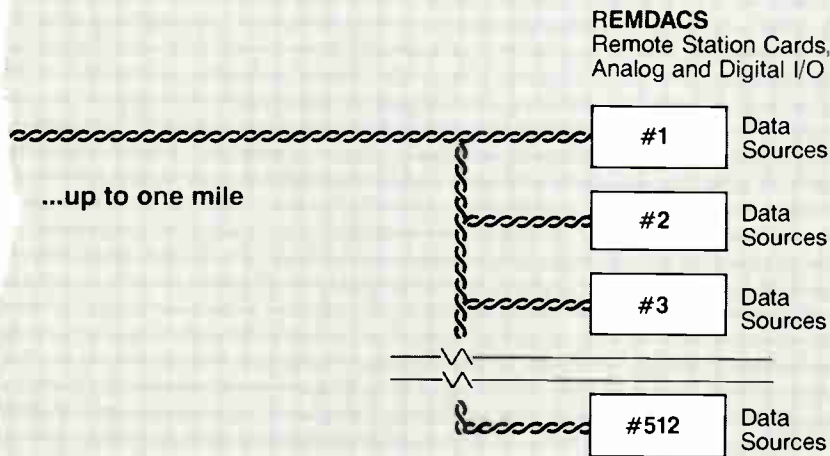 REMDACS
Remote Station Cards,
Analog and Digital I/O
#1
Data
Sources
...up to one mile
#2
Data
Sources
#3
Data
Sources
#512
Data
Sources